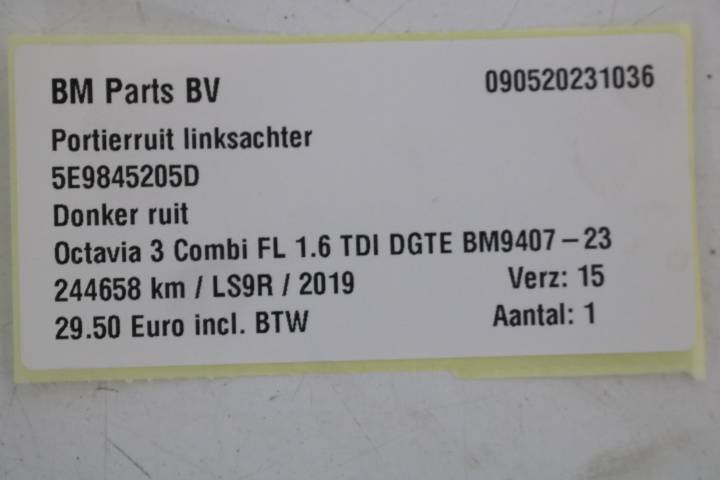 BM Parts BV 090520231036
Portierruit linksachter
5E9845205D
Donker ruit
Octavia 3 Combi FL 1.6 TDI DGTE BM9407-23
244658 km / LS9R / 2019 Verz: 15
29.50 Euro incl. BTW Aantal: 1